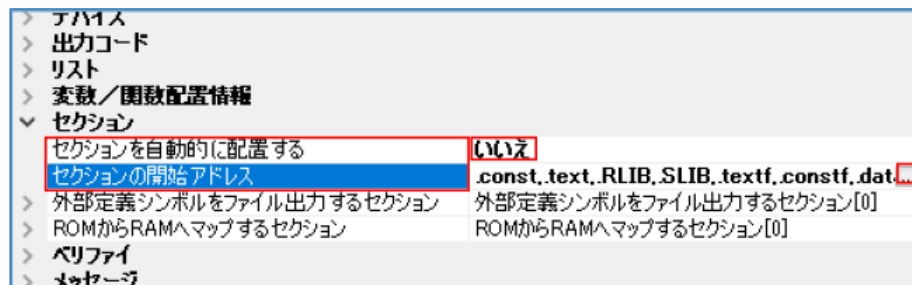 デバイス
出力コード
リスト
変数／関数配置情報
セクション
セクションを自動的に配置する いいえ
セクションの開始アドレス .const,.text,.RLIB,.SLIB,.textf,.constf,.dat...
外部定義シンボルをファイル出力するセクション 外部定義シンボルをファイル出力するセクション[0]
ROMからRAMへマップするセクション ROMからRAMへマップするセクション[0]
ベリファイ
メッセージ